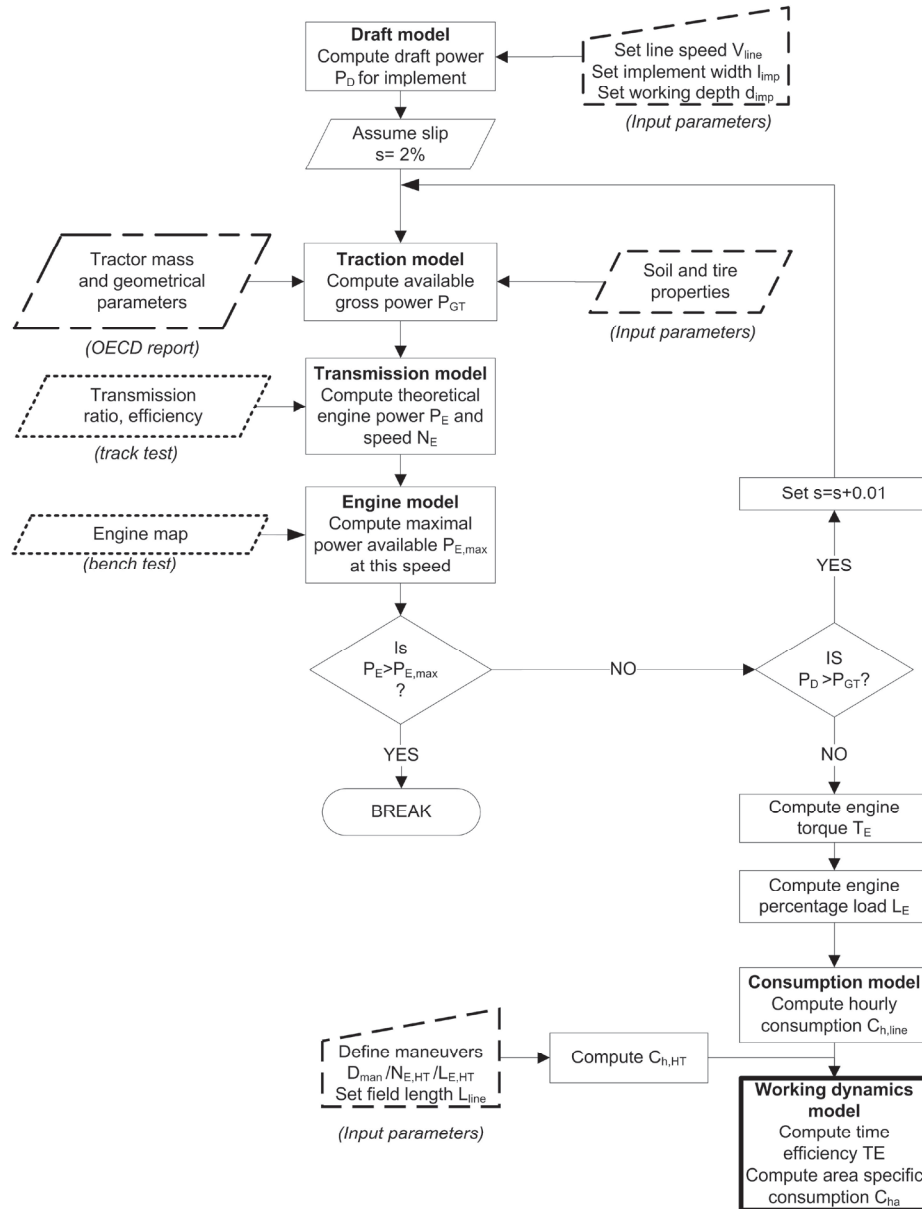 Draft model
Compute draft power
P_D for implement
Set line speed V_line
Set implement width l_imp
Set working depth d_imp
(Input parameters)
Assume slip
s= 2%
Tractor mass
and geometrical
parameters
(OECD report)
Traction model
Compute available
gross power P_GT
Soil and tire
properties
(Input parameters)
Transmission
ratio, efficiency
(track test)
Transmission model
Compute theoretical
engine power P_E and
speed N_E
Engine map
(bench test)
Engine model
Compute maximal
power available P_E,max
at this speed
Set s=s+0.01
YES
Is
P_E>P_E,max
?
NO
IS
P_D >P_GT?
YES
BREAK
NO
Compute engine
torque T_E
Compute engine
percentage load L_E
Consumption model
Compute hourly
consumption C_h,line
Define maneuvers
D_man /N_E,HT /L_E,HT
Set field length L_line
(Input parameters)
Compute C_h,HT
Working dynamics
model
Compute time
efficiency TE
Compute area specific
consumption C_ha